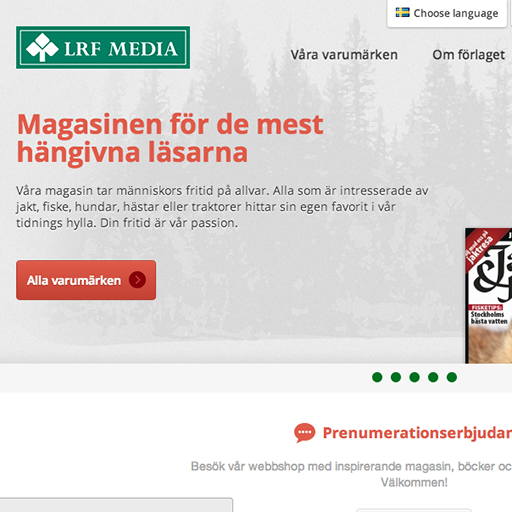 Choose language
LRF MEDIA
Våra varumärken
Om förlaget
Magasinen för de mest
hängivna läsarna
Våra magasin tar människors fritid på allvar. Alla som är intresserade av
jakt, fiske, hundar, hästar eller traktorer hittar sin egen favorit i vår
tidnings hylla. Din fritid är vår passion.
Alla varumärken
jaktresa
FISKETIPS:
Stockholms
bästa vatten
Prenumerationserbjudan
Besök vår webbshop med inspirerande magasin, böcker oc
Välkommen!